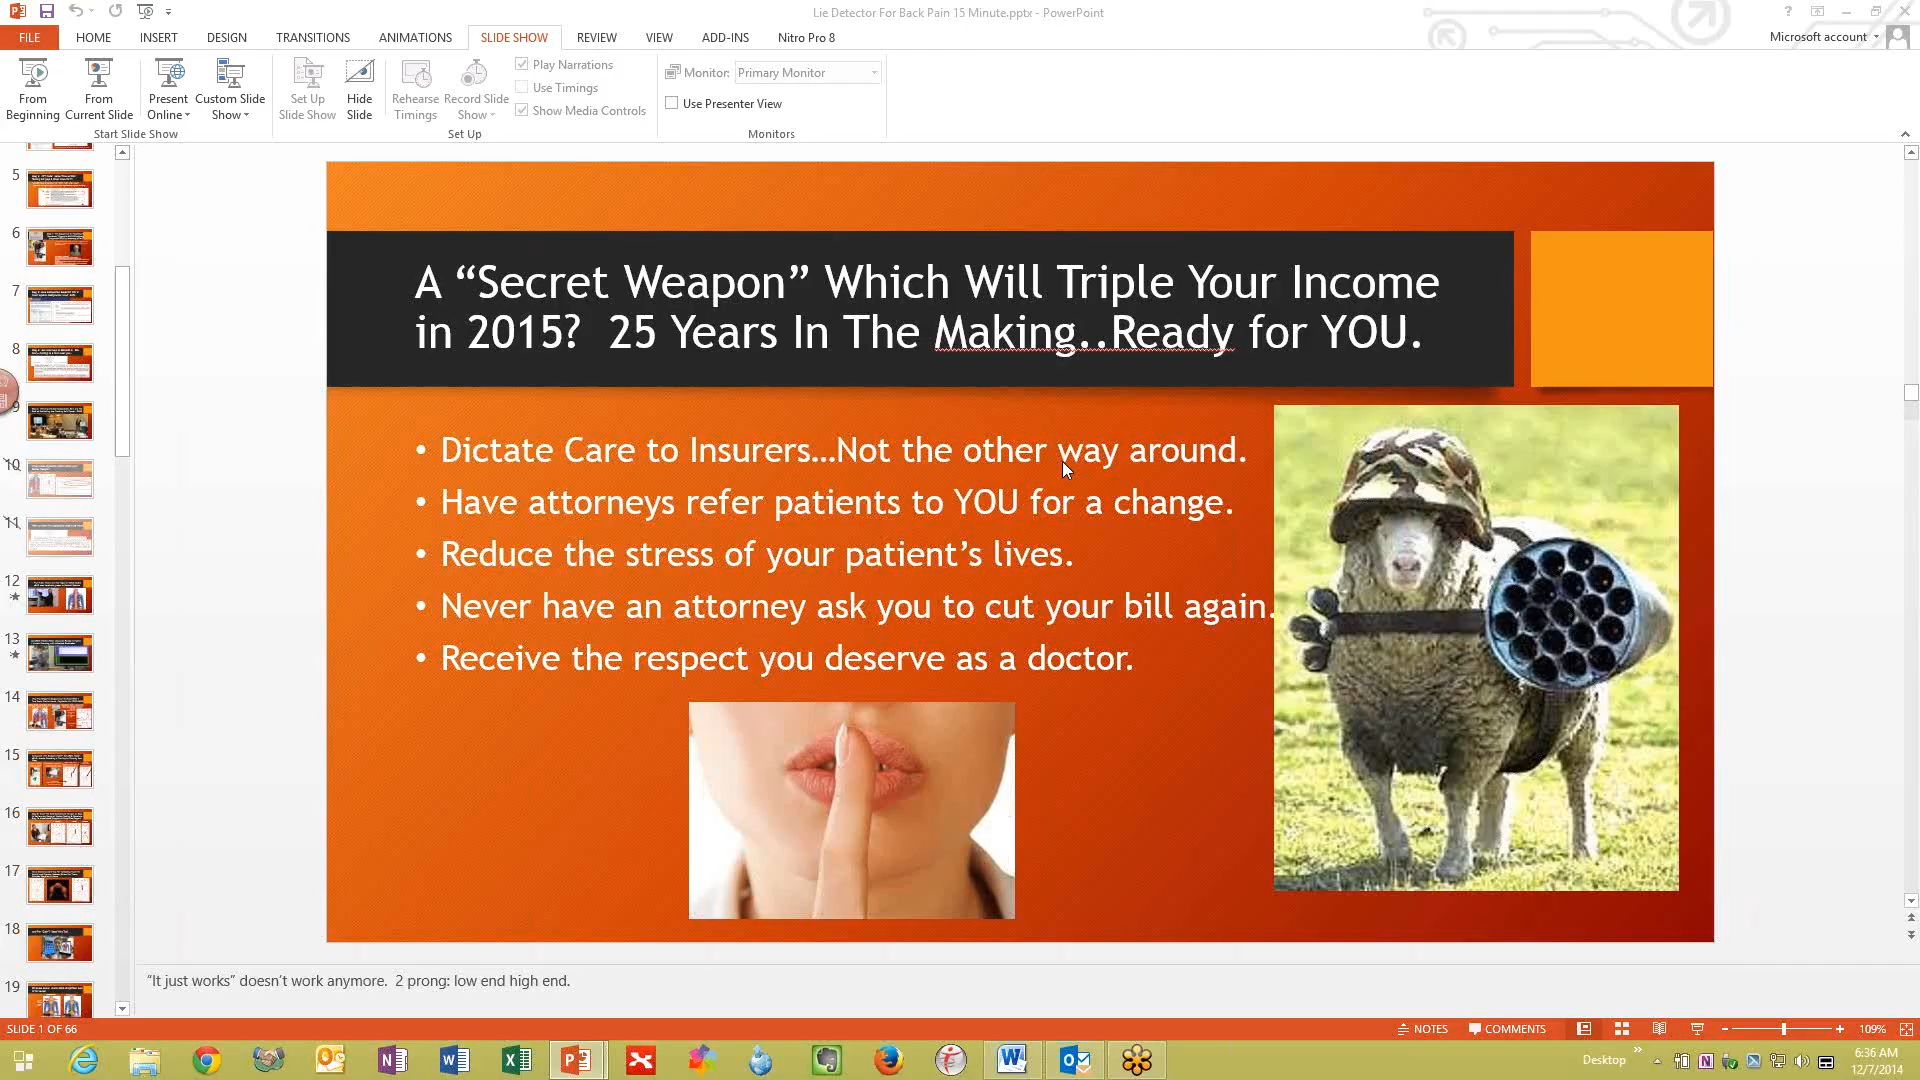 Lie Detector For Back Pain 15 Minute.pptx - PowerPoint
FILE HOME INSERT DESIGN TRANSITIONS ANIMATIONS SLIDE SHOW REVIEW VIEW ADD-INS Nitro Pro 8
Microsoft account
From Beginning
From Current Slide
Present Online
Custom Slide Show
Start Slide Show
Set Up Slide Show
Hide Slide
Rehearse Timings
Record Slide Show
Play Narrations
Use Timings
Show Media Controls
Set Up
Monitor: Primary Monitor
Use Presenter View
Monitors
5
6
7
8
9
10
11
12
13
14
15
16
17
18
19
A “Secret Weapon” Which Will Triple Your Income
in 2015? 25 Years In The Making..Ready for YOU.
• Dictate Care to Insurers…Not the other way around.
• Have attorneys refer patients to YOU for a change.
• Reduce the stress of your patient’s lives.
• Never have an attorney ask you to cut your bill again.
• Receive the respect you deserve as a doctor.
“It just works” doesn’t work anymore. 2 prong: low end high end.
SLIDE 1 OF 66
NOTES COMMENTS 109%
Desktop
6:36 AM
12/7/2014